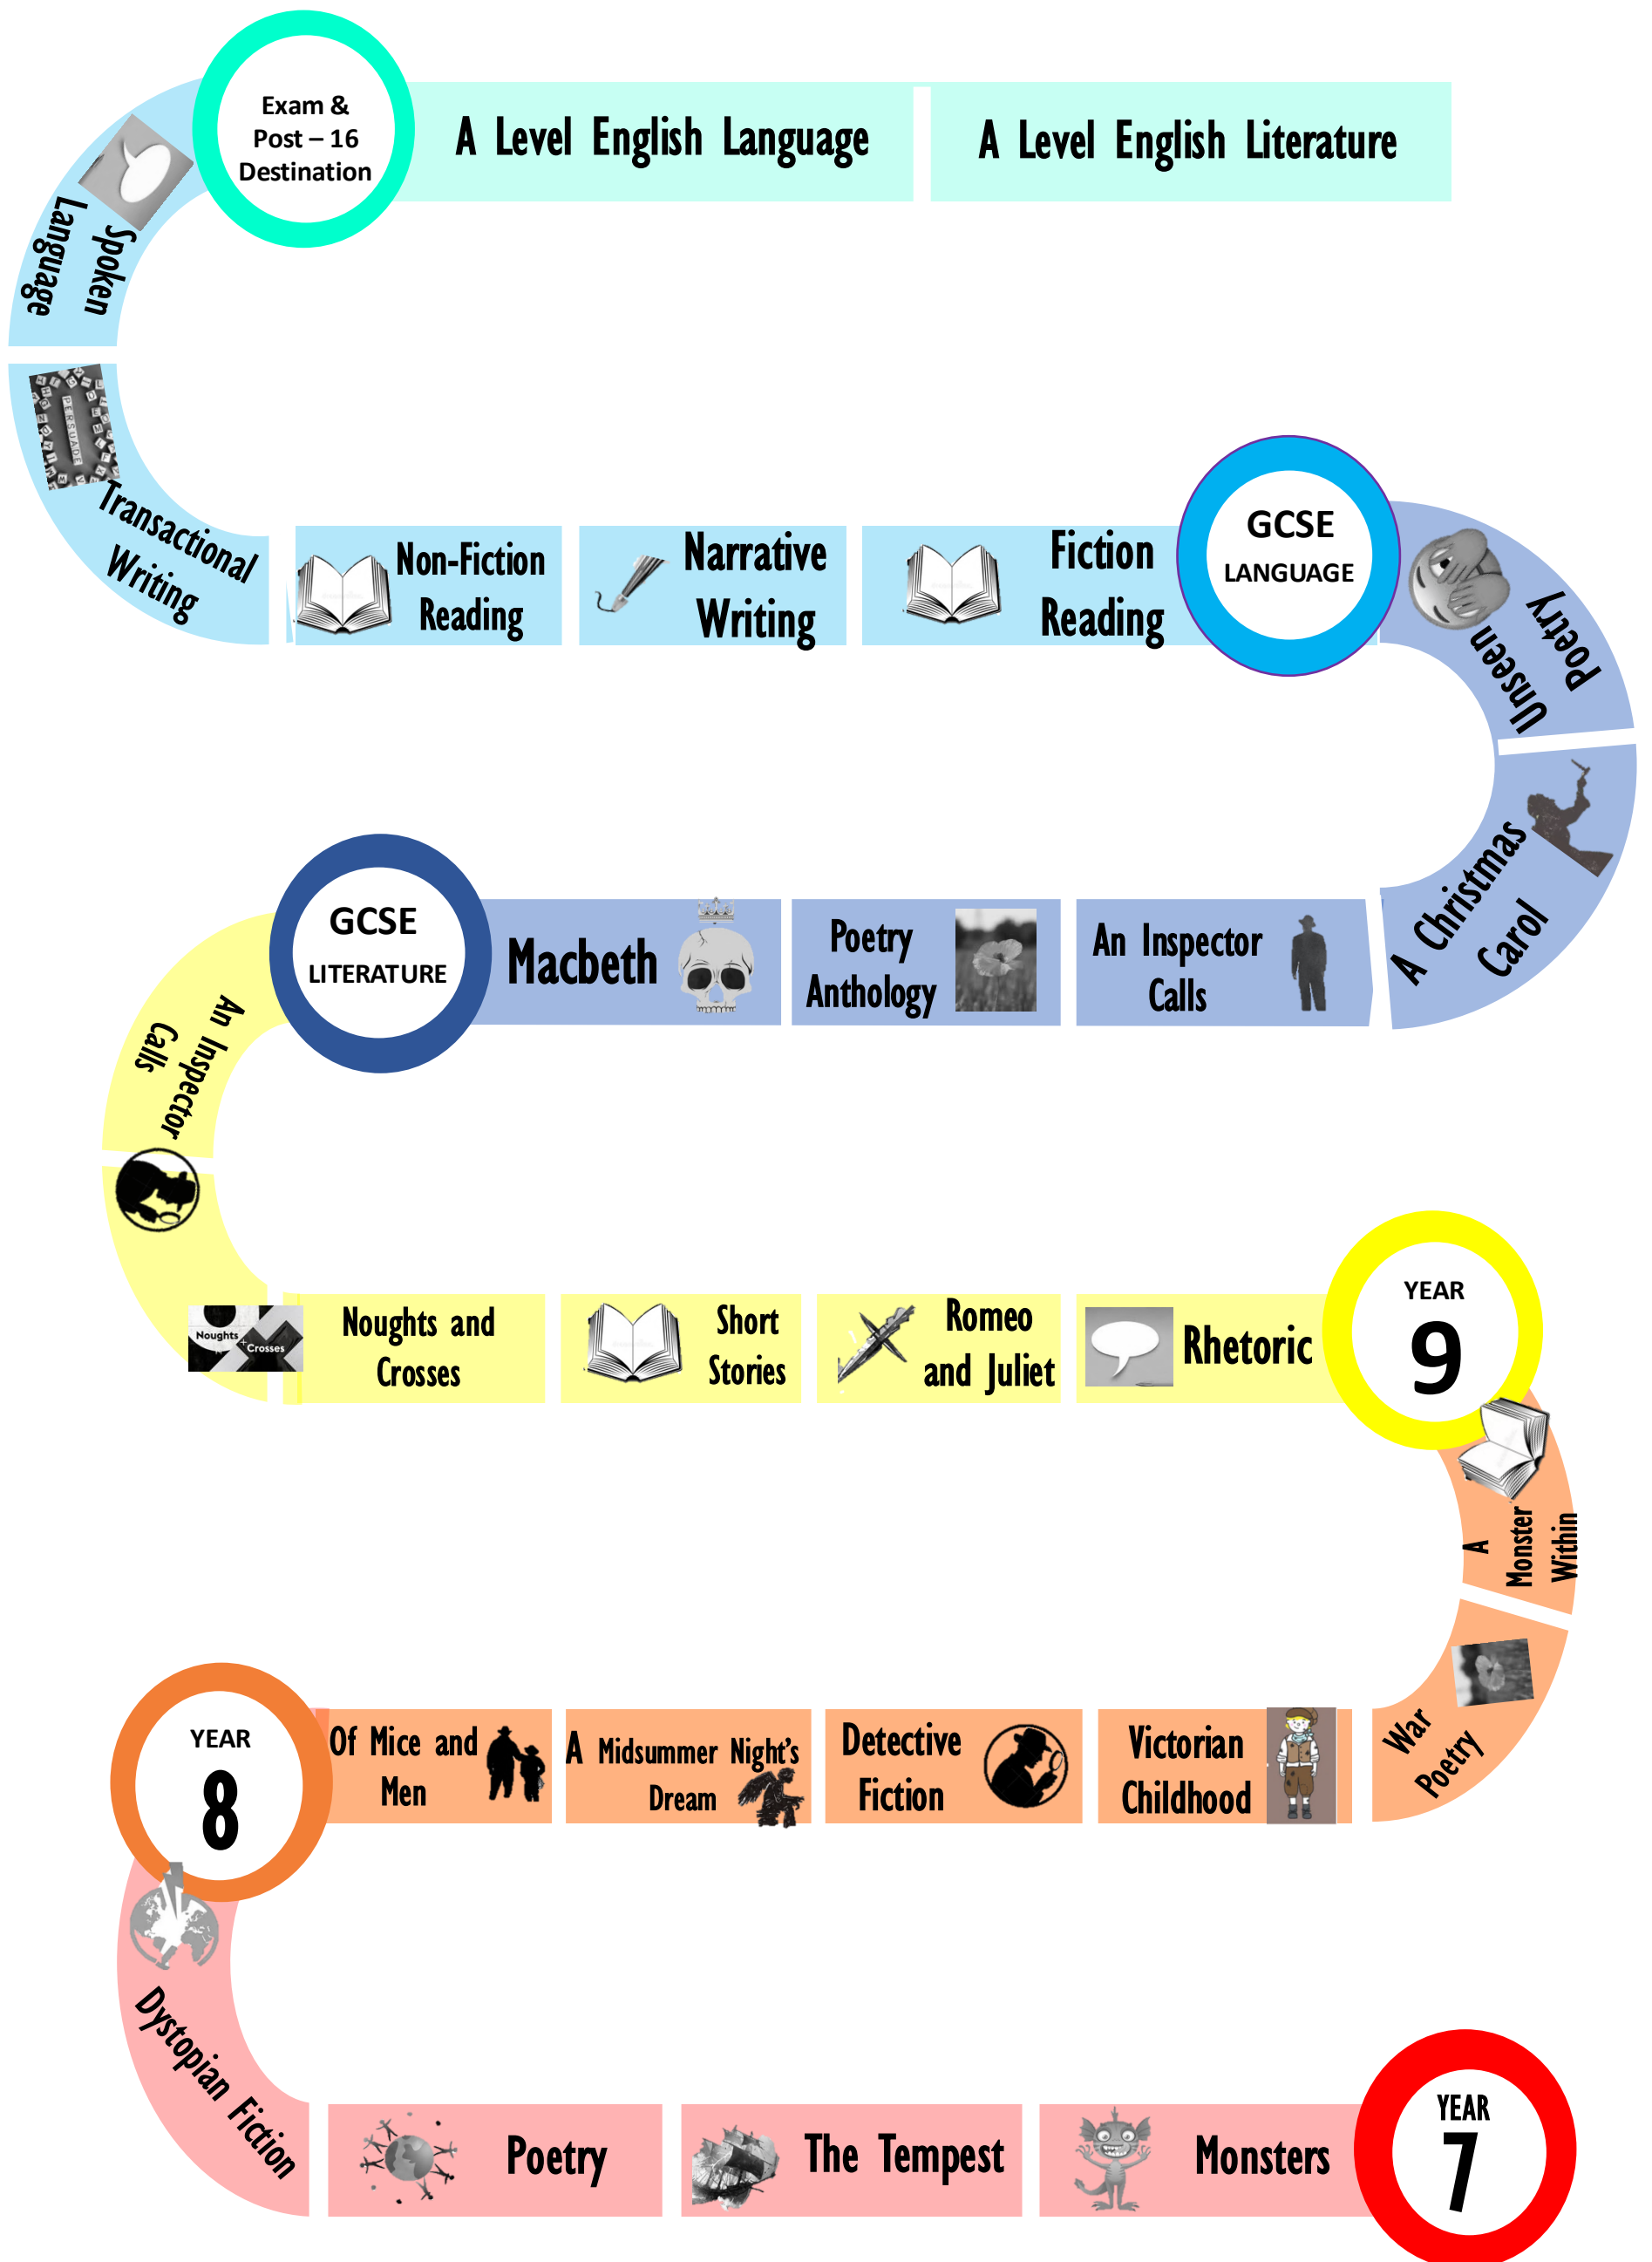 Exam &
Post – 16
Destination
A Level English Language
A Level English Literature
Spoken
Language
PERSUADE
Transactional
Writing
Non-Fiction
Reading
Narrative
Writing
Fiction
Reading
GCSE
LANGUAGE
Unseen
Poetry
A Christmas
Carol
GCSE
LITERATURE
Macbeth
Poetry
Anthology
An Inspector
Calls
An Inspector
Calls
Noughts
+
Crosses
Noughts and
Crosses
Short
Stories
Romeo
and Juliet
Rhetoric
YEAR
9
A
Monster
Within
War
Poetry
YEAR
8
Of Mice and
Men
A Midsummer Night's
Dream
Detective
Fiction
Victorian
Childhood
Dystopian Fiction
Poetry
The Tempest
Monsters
YEAR
7